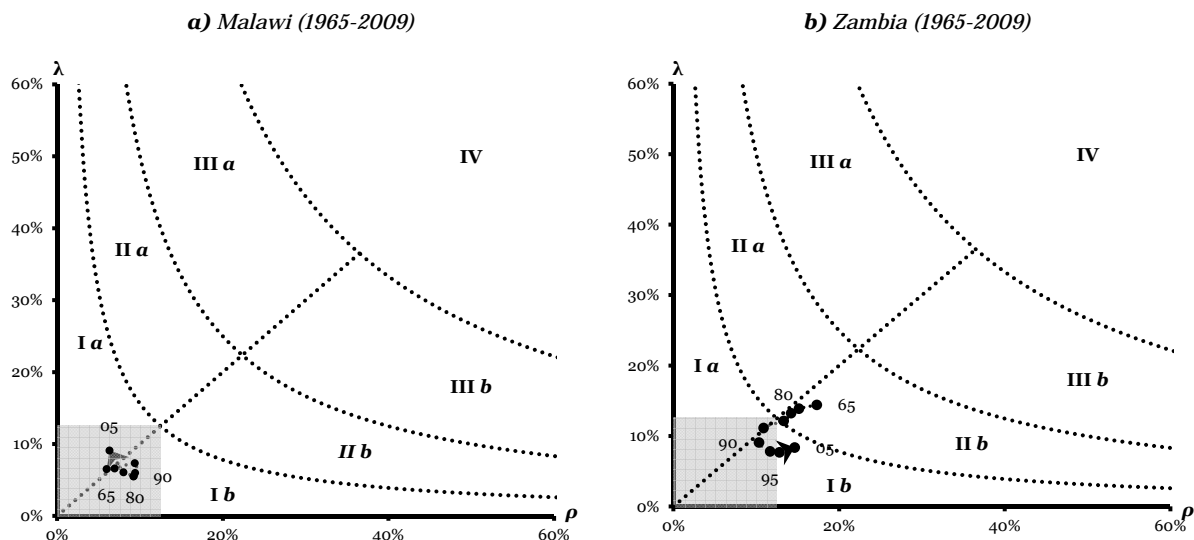 a) Malawi (1965-2009)
λ
60%
50%
40%
30%
20%
10%
0%
0%
20%
40%
60%
ρ
IV
III a
II a
I a
III b
II b
I b
05
90
65
80
b) Zambia (1965-2009)
λ
60%
50%
40%
30%
20%
10%
0%
0%
20%
40%
60%
ρ
IV
III a
II a
I a
III b
II b
I b
80
65
90
05
95